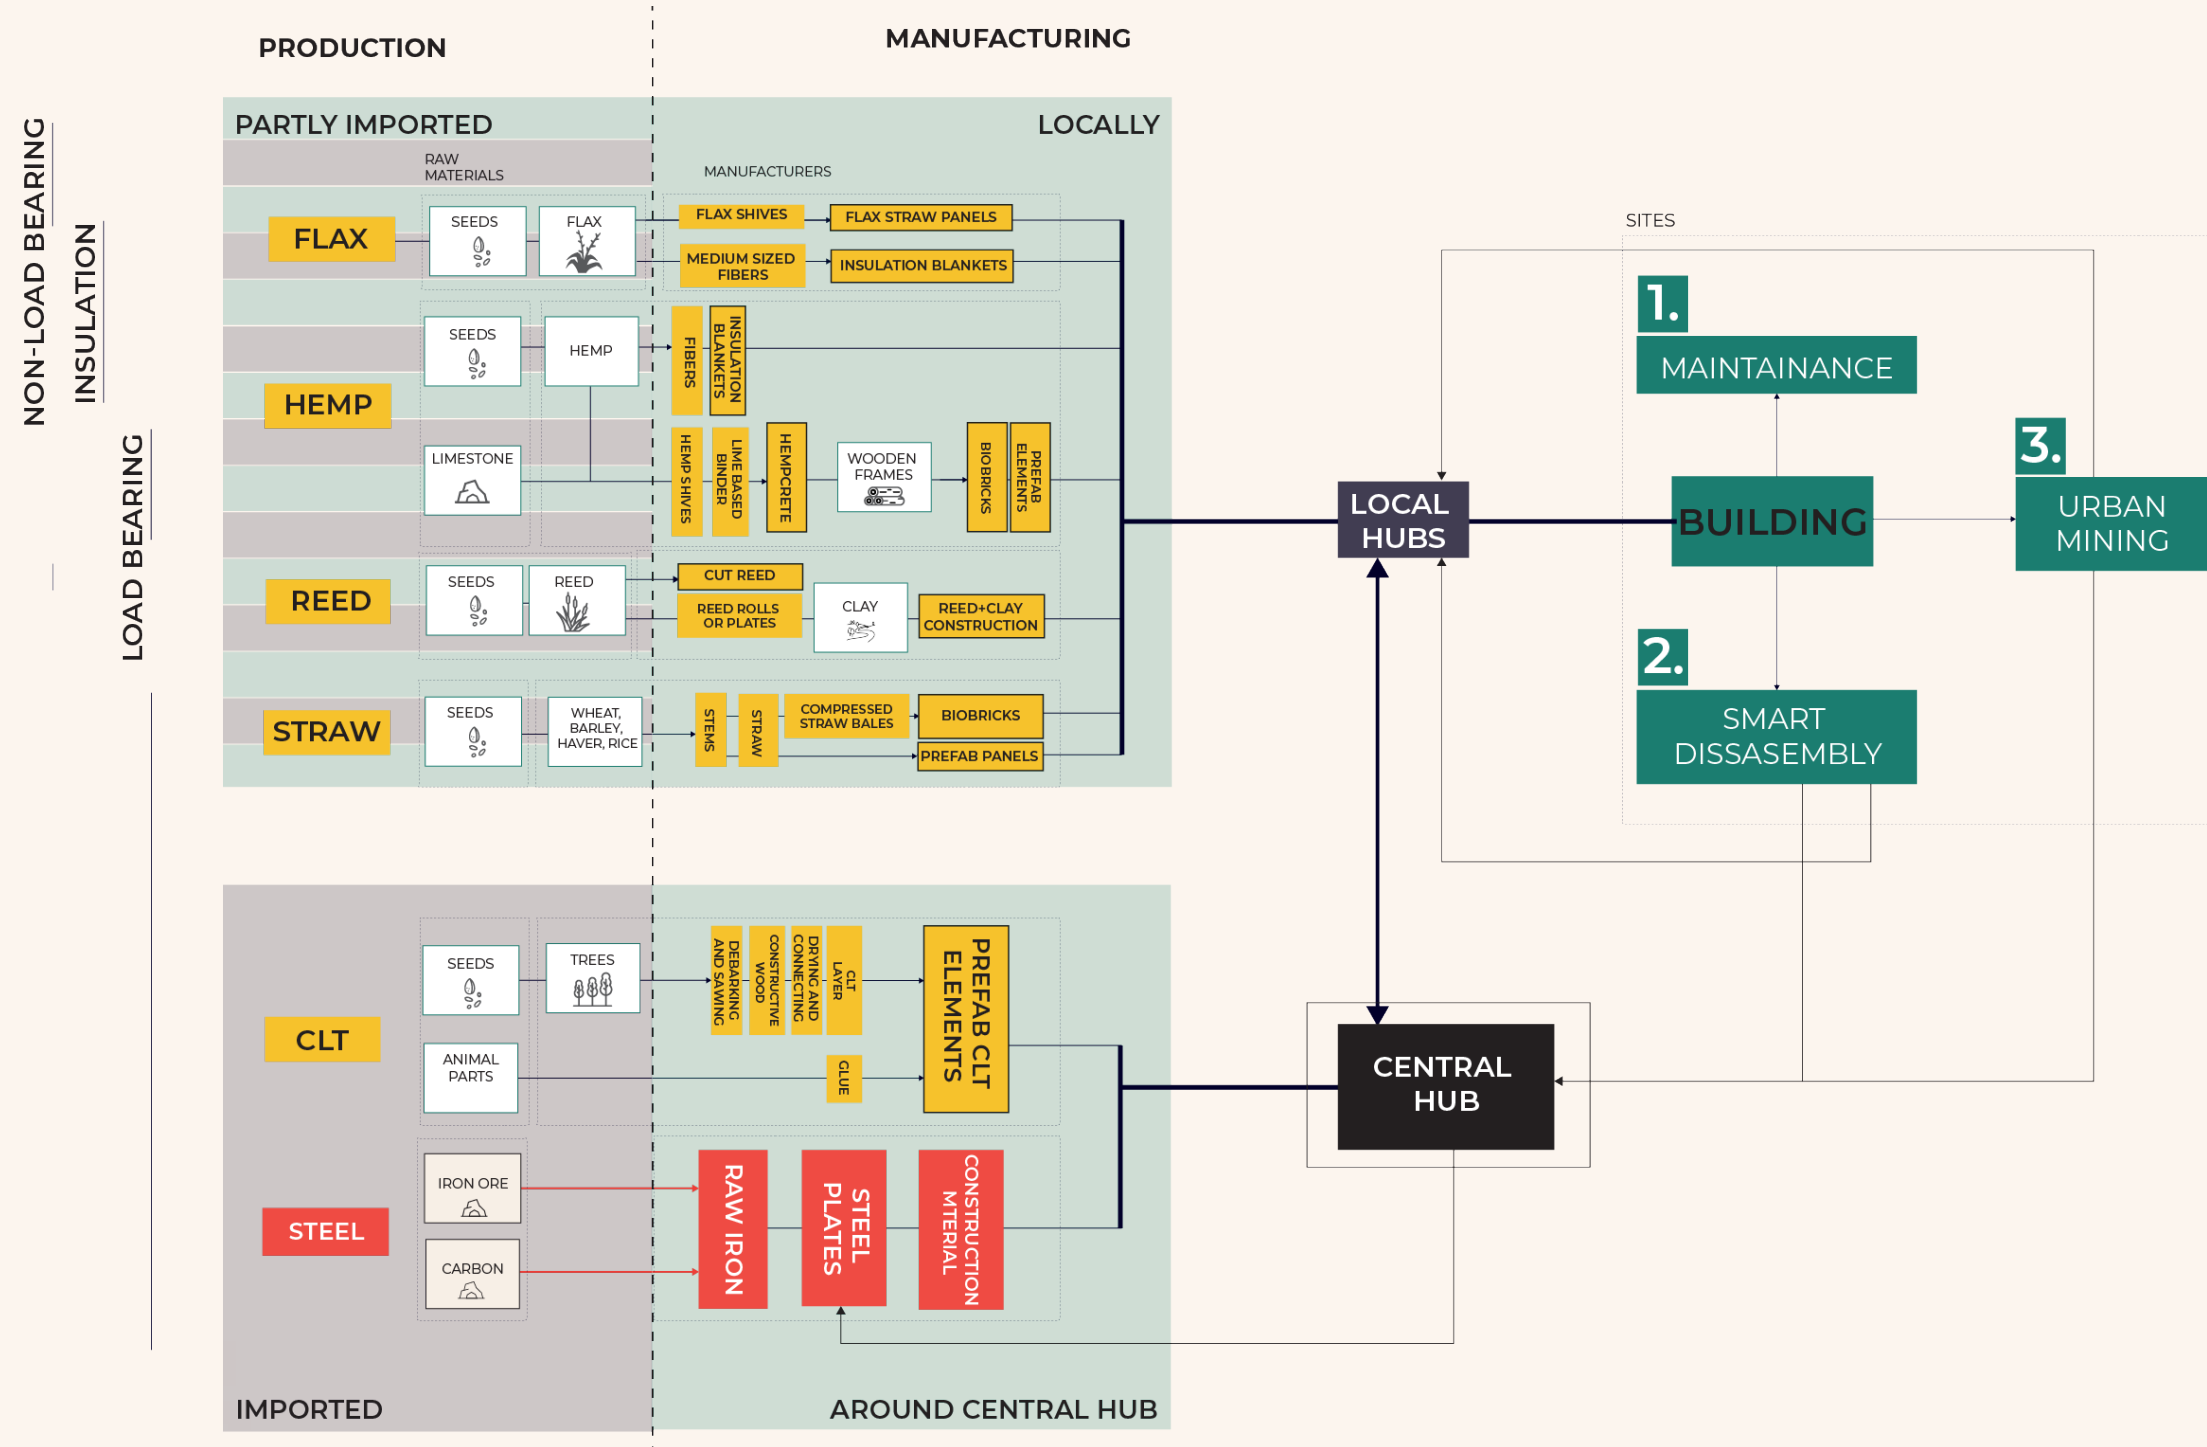 PRODUCTION
MANUFACTURING
NON-LOAD BEARING
INSULATION
LOAD BEARING
PARTLY IMPORTED
LOCALLY
RAW
MATERIALS
MANUFACTURERS
FLAX
SEEDS
FLAX
FLAX SHIVES
FLAX STRAW PANELS
MEDIUM SIZED
FIBERS
INSULATION BLANKETS
HEMP
SEEDS
HEMP
FIBERS
INSULATION
BLANKETS
LIMESTONE
HEMP SHIVES
LIME BASED
BINDER
HEMPCRETE
WOODEN
FRAMES
BIOBRICKS
PREFAB
ELEMENTS
REED
SEEDS
REED
CUT REED
REED ROLLS
OR PLATES
CLAY
REED+CLAY
CONSTRUCTION
STRAW
SEEDS
WHEAT,
BARLEY,
HAVER, RICE
STEMS
STRAW
COMPRESSED
STRAW BALES
BIOBRICKS
PREFAB PANELS
CLT
SEEDS
TREES
DEBARKING
AND SAWING
CONSTRUCTIVE
WOOD
DRYING AND
CONNECTING
CLT
LAYER
PREFAB CLT
ELEMENTS
ANIMAL
PARTS
GLUE
STEEL
IRON ORE
CARBON
RAW IRON
STEEL
PLATES
CONSTRUCTION
MTERIAL
IMPORTED
AROUND CENTRAL HUB
LOCAL
HUBS
CENTRAL
HUB
SITES
1.
MAINTAINANCE
BUILDING
2.
SMART
DISSASEMBLY
3.
URBAN
MINING